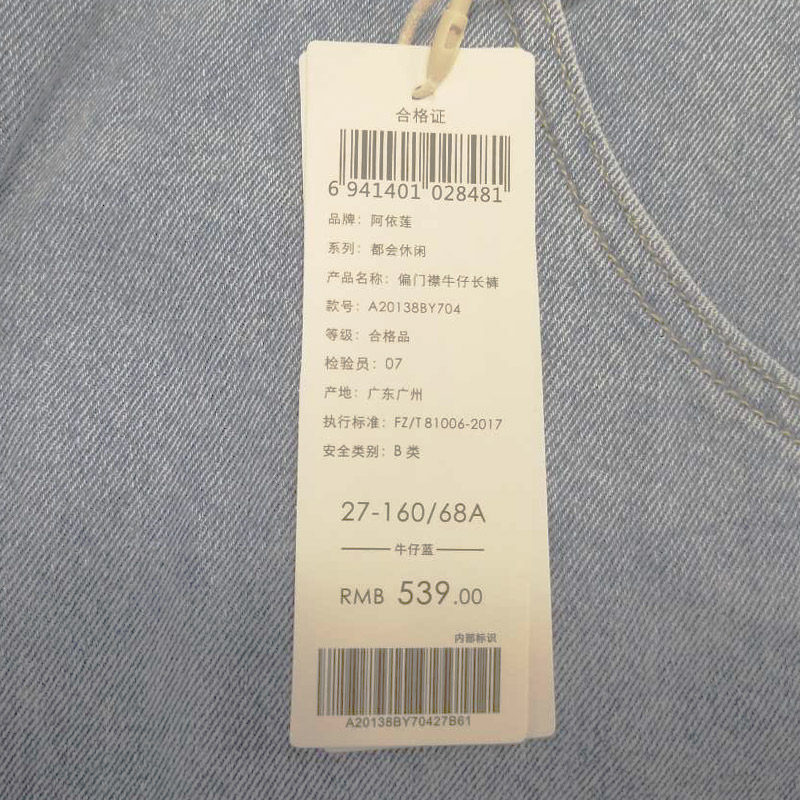 合格证
6 941401 028481
品牌：阿依莲
系列：都会休闲
产品名称：偏门襟牛仔长裤
款号：A20138BY704
等级：合格品
检验员：07
产地：广东广州
执行标准：FZ/T 81006-2017
安全类别：B 类
27-160/68A
牛仔蓝
RMB 539.00
内部标识
A20138BY70427B61